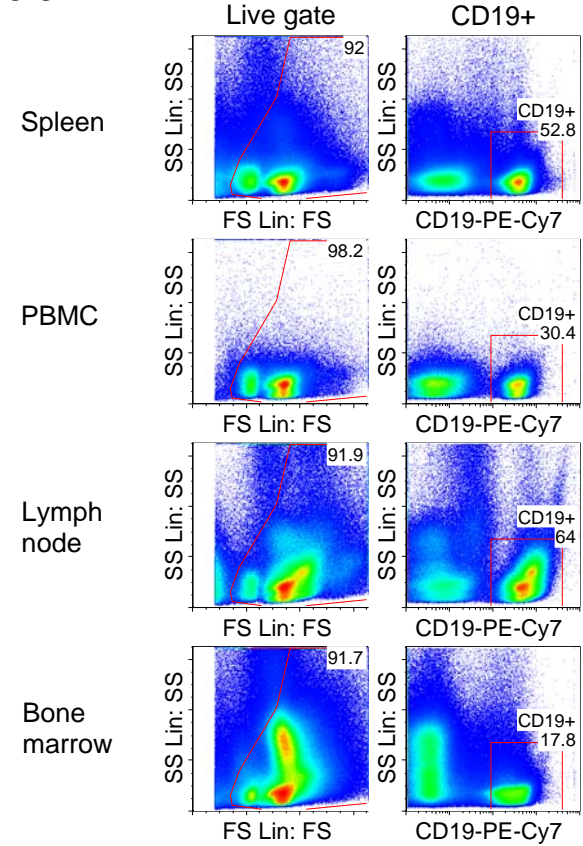 Live gate CD19+
Spleen
SS Lin: SS
92
FS Lin: FS
SS Lin: SS
CD19+
52.8
CD19-PE-Cy7
PBMC
SS Lin: SS
98.2
FS Lin: FS
SS Lin: SS
CD19+
30.4
CD19-PE-Cy7
Lymph
node
SS Lin: SS
91.9
FS Lin: FS
SS Lin: SS
CD19+
64
CD19-PE-Cy7
Bone
marrow
SS Lin: SS
91.7
FS Lin: FS
SS Lin: SS
CD19+
17.8
CD19-PE-Cy7